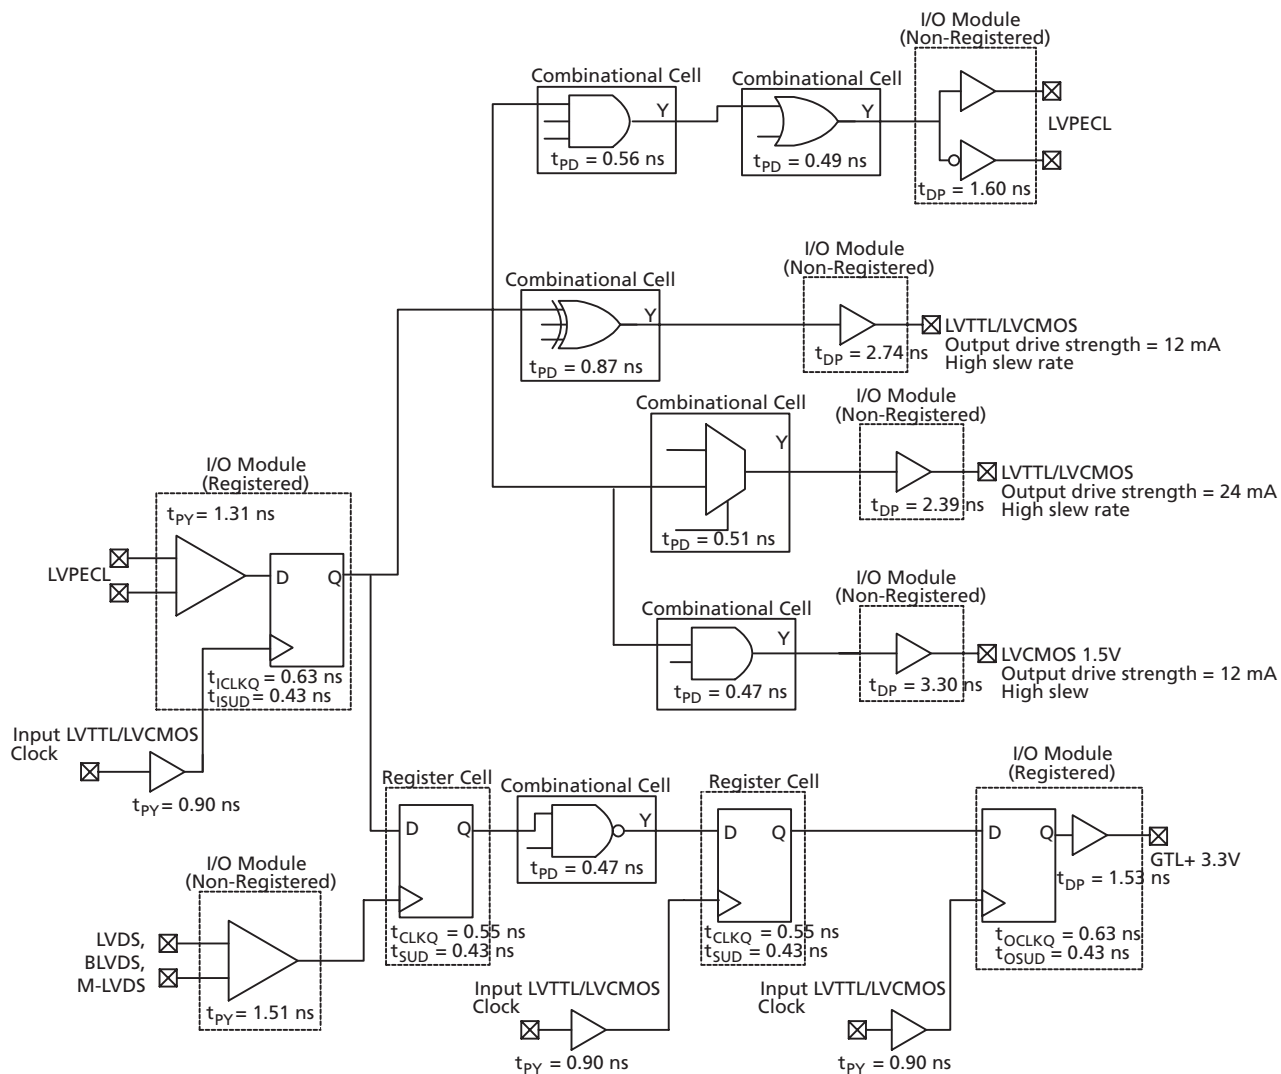 I/O Module
(Non-Registered)
Combinational Cell
Y
tPD = 0.56 ns
Combinational Cell
Y
tPD = 0.49 ns
LVPECL
tDP = 1.60 ns
I/O Module
(Non-Registered)
Combinational Cell
Y
tPD = 0.87 ns
tDP = 2.74 ns
LVTTL/LVCMOS
Output drive strength = 12 mA
High slew rate
I/O Module
(Non-Registered)
Combinational Cell
Y
tPD = 0.51 ns
tDP = 2.39 ns
LVTTL/LVCMOS
Output drive strength = 24 mA
High slew rate
I/O Module
(Registered)
tPY = 1.31 ns
LVPECL
D
Q
tICLKQ = 0.63 ns
tISUD = 0.43 ns
I/O Module
(Non-Registered)
Combinational Cell
Y
tPD = 0.47 ns
tDP = 3.30 ns
LVCMOS 1.5V
Output drive strength = 12 mA
High slew
Input LVTTL/LVCMOS
Clock
tPY = 0.90 ns
Register Cell
D
Q
tCLKQ = 0.55 ns
tSUD = 0.43 ns
Combinational Cell
Y
tPD = 0.47 ns
Register Cell
D
Q
tCLKQ = 0.55 ns
tSUD = 0.43 ns
I/O Module
(Registered)
D
Q
tDP = 1.53 ns
GTL+ 3.3V
tOCLKQ = 0.63 ns
tOSUD = 0.43 ns
I/O Module
(Non-Registered)
LVDS,
BLVDS,
M-LVDS
tPY = 1.51 ns
Input LVTTL/LVCMOS
Clock
tPY = 0.90 ns
Input LVTTL/LVCMOS
Clock
tPY = 0.90 ns